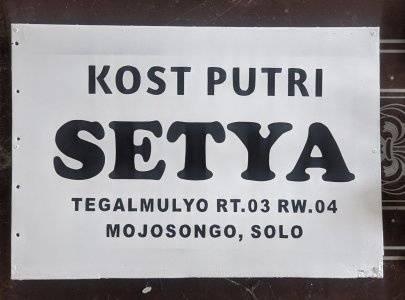 KOST PUTRI
SETYA
TEGALMULYO RT.03 RW.04
MOJOSONGO, SOLO